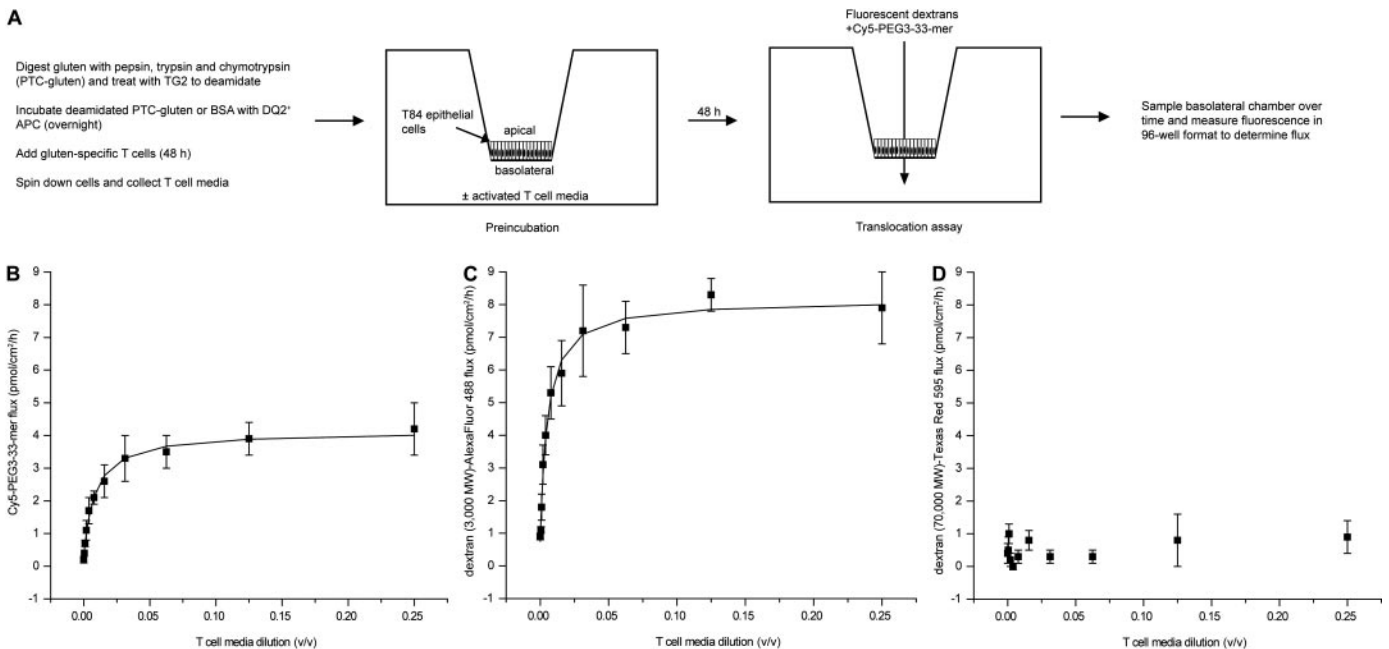 A
Digest gluten with pepsin, trypsin and chymotrypsin
(PTC-gluten) and treat with TG2 to deamidate
Incubate deamidated PTC-gluten or BSA with DQ2⁺
APC (overnight)
Add gluten-specific T cells (48 h)
Spin down cells and collect T cell media
T84 epithelial
cells
apical
basolateral
± activated T cell media
Preincubation
48 h
Fluorescent dextrans
+Cy5-PEG3-33-mer
Translocation assay
Sample basolateral chamber over
time and measure fluorescence in
96-well format to determine flux
B
Cy5-PEG3-33-mer flux (pmol/cm²/h)
9
8
7
6
5
4
3
2
1
0
-1
0.00
0.05
0.10
0.15
0.20
0.25
T cell media dilution (v/v)
C
dextran (3,000 MW)-AlexaFluor 488 flux (pmol/cm²/h)
9
8
7
6
5
4
3
2
1
0
-1
0.00
0.05
0.10
0.15
0.20
0.25
T cell media dilution (v/v)
D
dextran (70,000 MW)-Texas Red 595 flux (pmol/cm²/h)
9
8
7
6
5
4
3
2
1
0
-1
0.00
0.05
0.10
0.15
0.20
0.25
T cell media dilution (v/v)